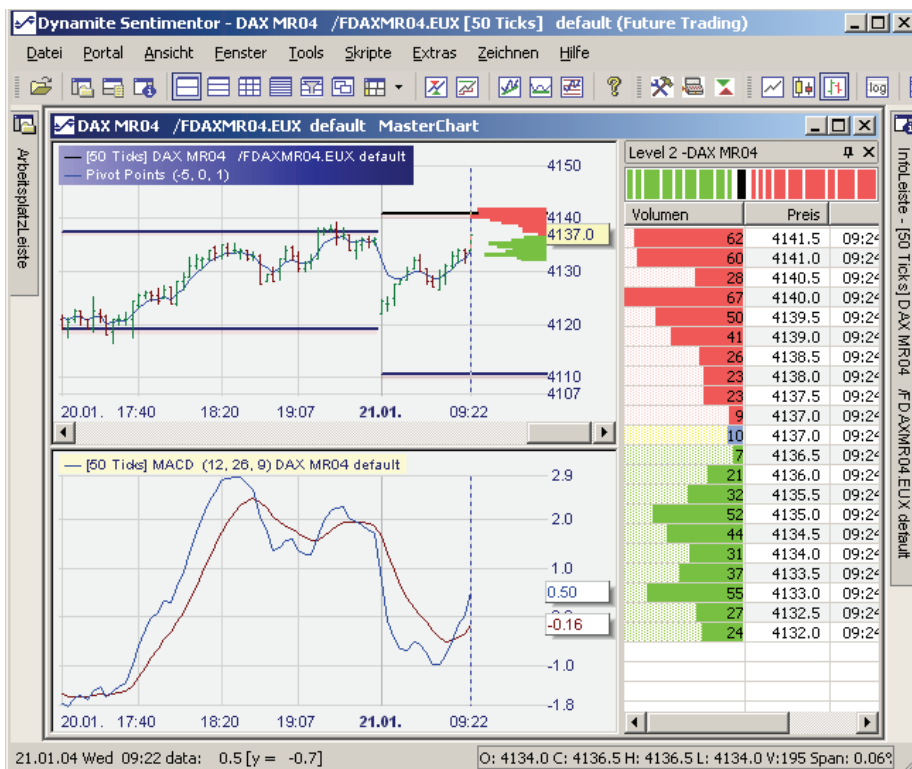 Dynamite Sentimentor - DAX MR04 /FDAXMR04.EUX [50 Ticks] default (Future Trading)
Datei Portal Ansicht Fenster Tools Skripte Extras Zeichnen Hilfe
log
ArbeitsplatzLeiste
DAX MR04 /FDAXMR04.EUX default MasterChart
[50 Ticks] DAX MR04 /FDAXMR04.EUX default
Pivot Points (-5, 0, 1)
4150
4140
4137.0
4130
4120
4110
4107
20.01. 17:40 18:20 19:07 21.01. 09:22
[50 Ticks] MACD (12, 26, 9) DAX MR04 default
2.9
2.0
1.0
0.50
-0.16
-1.0
-1.8
20.01. 17:40 18:20 19:07 21.01. 09:22
Level 2 -DAX MR04
Volumen Preis
62 4141.5 09:24
60 4141.0 09:24
28 4140.5 09:24
67 4140.0 09:24
50 4139.5 09:24
41 4139.0 09:24
26 4138.5 09:24
23 4138.0 09:24
23 4137.5 09:24
9 4137.0 09:24
10 4137.0 09:24
7 4136.5 09:24
21 4136.0 09:24
32 4135.5 09:24
52 4135.0 09:24
44 4134.5 09:24
31 4134.0 09:24
37 4133.5 09:24
55 4133.0 09:24
27 4132.5 09:24
24 4132.0 09:24
InfoLeiste - [50 Ticks] DAX MR04 /FDAXMR04.EUX default
21.01.04 Wed 09:22 data: 0.5 [y = -0.7]
O: 4134.0 C: 4136.5 H: 4136.5 L: 4134.0 V:195 Span: 0.06%